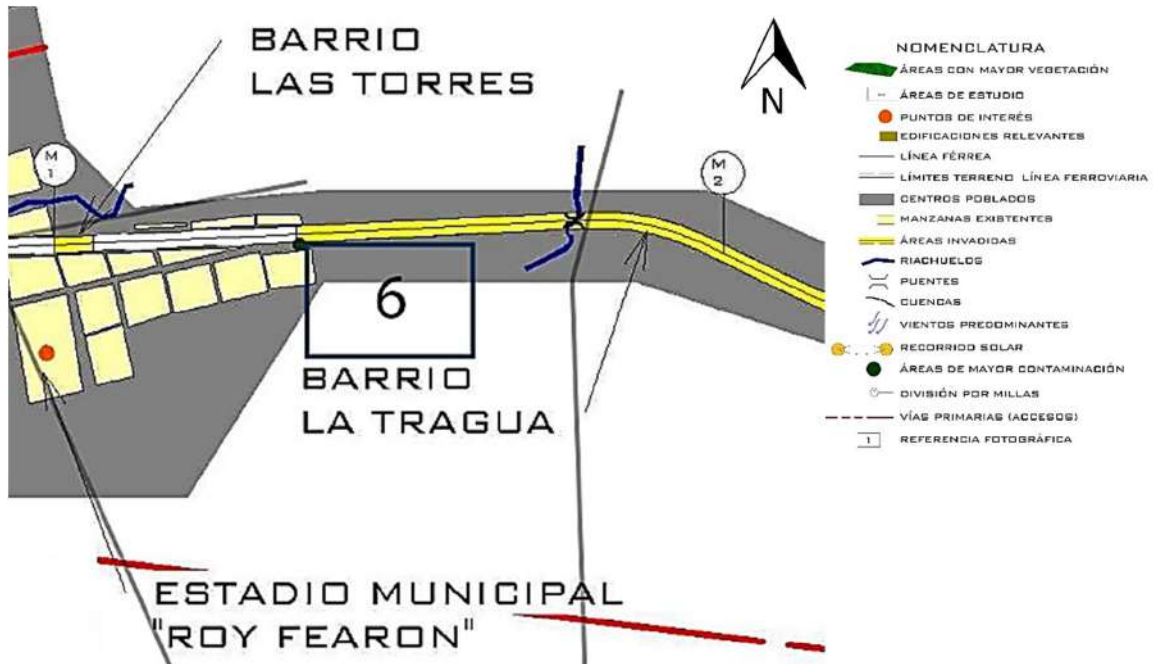 BARRIO
LAS TORRES
N
M
1
M
2
6
BARRIO
LA TRAGUA
ESTADIO MUNICIPAL
"ROY FEARON"
NOMENCLATURA
ÁREAS CON MAYOR VEGETACIÓN
ÁREAS DE ESTUDIO
PUNTOS DE INTERÉS
EDIFICACIONES RELEVANTES
LÍNEA FÉRREA
LÍMITES TERRENO LÍNEA FERROVIARIA
CENTROS POBLADOS
MANZANAS EXISTENTES
ÁREAS INVADIDAS
RIACHUELOS
PUENTES
CUENCAS
VIENTOS PREDOMINANTES
RECORRIDO SOLAR
ÁREAS DE MAYOR CONTAMINACIÓN
DIVISIÓN POR MILLAS
VÍAS PRIMARIAS (ACCESOS)
1 REFERENCIA FOTOGRÁFICA